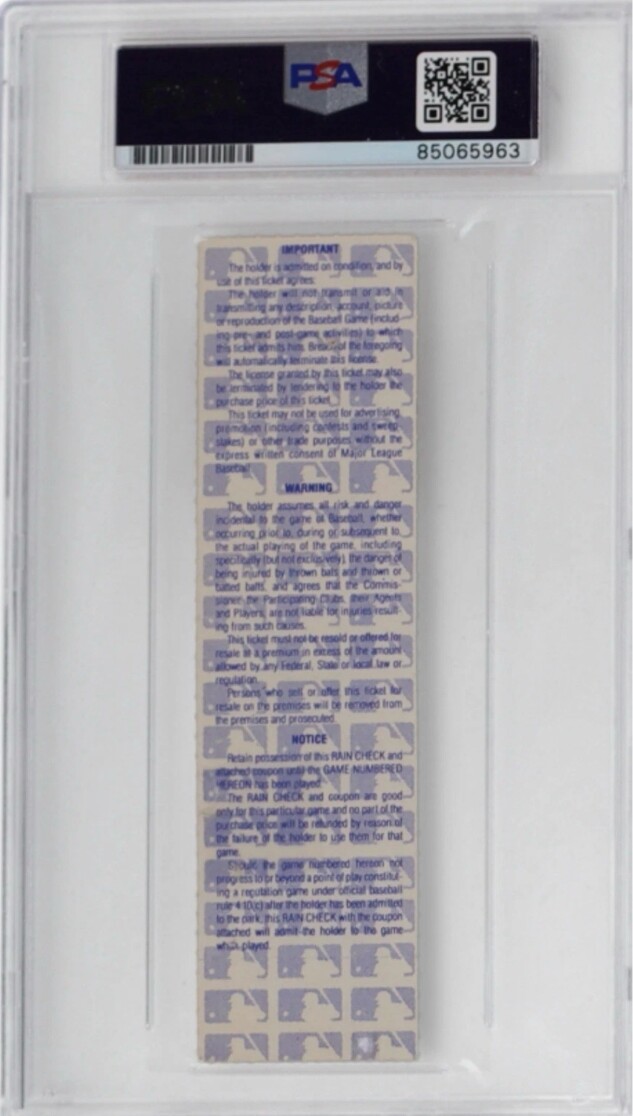 PSA
85065963
IMPORTANT
The holder is admitted on condition, and by
use of this ticket agrees:
The holder will not transmit or aid in
transmitting any description, account, picture
or reproduction of the Baseball Game (includ-
ing pre- and post-game activities) to which
this ticket admits him. Breach of the foregoing
will automatically terminate this license.
The license granted by this ticket may also
be terminated by tendering to the holder the
purchase price of this ticket.
This ticket may not be used for advertising,
promotion (including contests and sweep-
stakes) or other trade purposes without the
express written consent of Major League
Baseball.
WARNING
The holder assumes all risk and danger
incidental to the game of Baseball, whether
occurring prior to, during or subsequent to,
the actual playing of the game, including
specifically (but not exclusively), the danger of
being injured by thrown bats and thrown or
batted balls, and agrees that the Commis-
sioner, the Participating Clubs, their Agents
and Players, are not liable for injuries result-
ing from such causes.
This ticket must not be resold or offered for
resale at a premium in excess of the amount
allowed by any Federal, State or local law or
regulation.
Persons who sell or offer this ticket for
resale on the premises will be removed from
the premises and prosecuted.
NOTICE
Retain possession of this RAIN CHECK and
attached coupon until the GAME NUMBERED
HEREON has been played.
The RAIN CHECK and coupon are good
only for this particular game and no part of the
purchase price will be refunded by reason of
the failure of the holder to use them for that
game.
Should the game numbered hereon not
progress to or beyond a point of play constitut-
ing a regulation game under official baseball
rule 4.10(c) after the holder has been admitted
to the park, this RAIN CHECK with the coupon
attached will admit the holder to the game
when played.